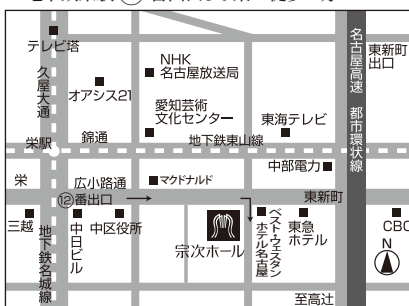 テレビ塔
久屋大通
NHK
名古屋放送局
オアシス21
愛知芸術
文化センター
東海テレビ
名古屋高速 都市環状線
東新町
出口
栄駅
錦通
地下鉄東山線
中部電力
栄
広小路通
マクドナルド
東新町
⑫番出口
三越
地下鉄名城線
中日ビル
中区役所
宗次ホール
ベスト・ウェスタン
ホテル名古屋
東急
ホテル
CBC
N
至高辻